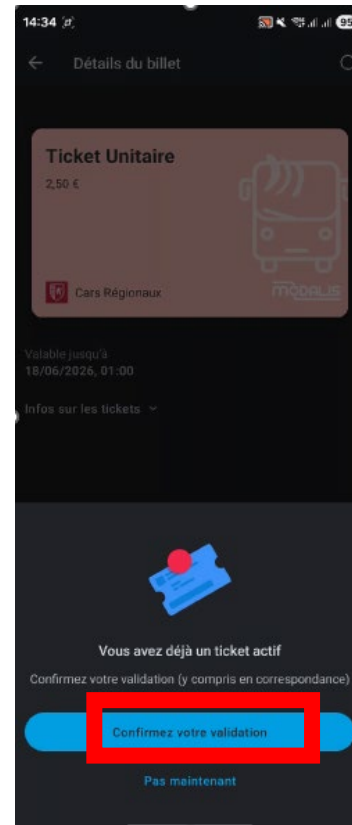 14:34
95
Détails du billet
Ticket Unitaire
2,50 €
Cars Régionaux
MODALIS
Valable jusqu'à
18/06/2026, 01:00
Infos sur les tickets
Vous avez déjà un ticket actif
Confirmez votre validation (y compris en correspondance)
Confirmez votre validation
Pas maintenant